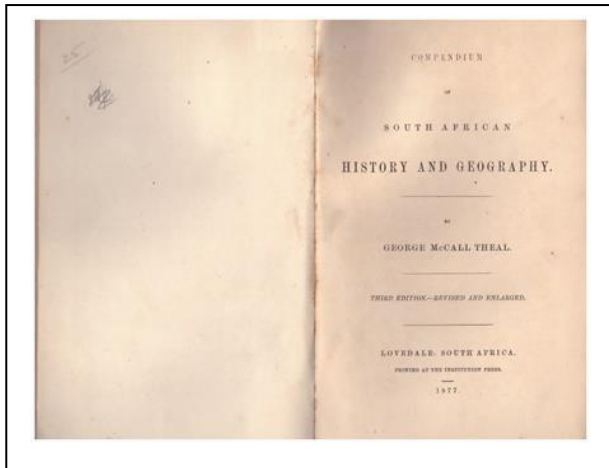 25
COMPENDIUM
OF
SOUTH AFRICAN
HISTORY AND GEOGRAPHY.
BY
GEORGE McCALL THEAL.
THIRD EDITION—REVISED AND ENLARGED.
LOVEDALE: SOUTH AFRICA.
PRINTED AT THE INSTITUTION PRESS.
1877.